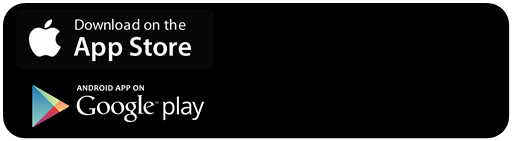 Download on the
App Store
ANDROID APP ON
Google play